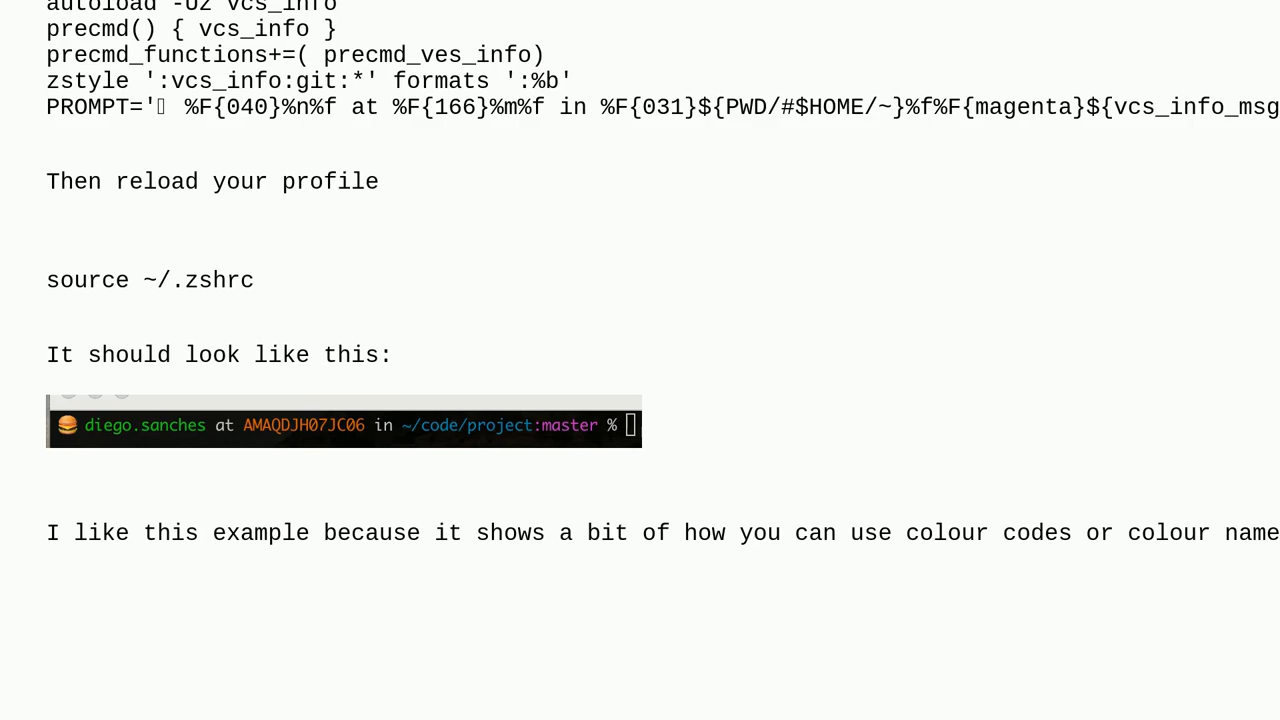 autoload -Uz vcs_info
precmd() { vcs_info }
precmd_functions+=( precmd_ves_info)
zstyle ':vcs_info:git:*' formats ':%b'
PROMPT='▯ %F{040}%n%f at %F{166}%m%f in %F{031}${PWD/#$HOME/~}%f%F{magenta}${vcs_info_msg
Then reload your profile
source ~/.zshrc
It should look like this:
🍔 diego.sanches at AMAQDJH07JC06 in ~/code/project:master %
I like this example because it shows a bit of how you can use colour codes or colour name